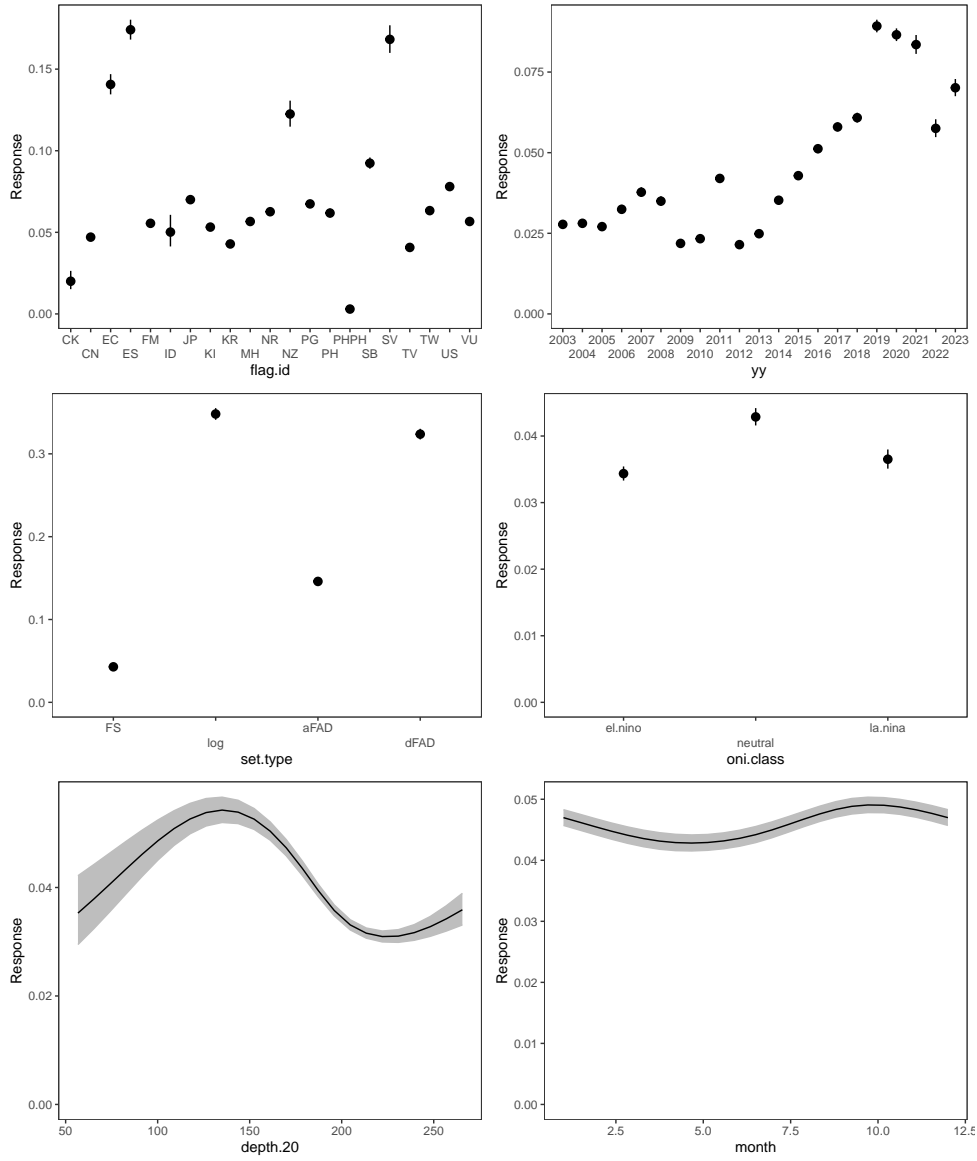 0.15
0.10
0.05
0.00
Response
CK EC FM JP KR NR PG PHPH SV TW VU
CN ES ID KI MH NZ PH SB TV US
flag.id
0.075
0.050
0.025
0.000
Response
2003 2005 2007 2009 2011 2013 2015 2017 2019 2021 2023
2004 2006 2008 2010 2012 2014 2016 2018 2020 2022
yy
0.3
0.2
0.1
0.0
Response
FS aFAD
log dFAD
set.type
0.04
0.03
0.02
0.01
0.00
Response
el.nino la.nina
neutral
oni.class
0.04
0.02
0.00
Response
50 100 150 200 250
depth.20
0.05
0.04
0.03
0.02
0.01
0.00
Response
2.5 5.0 7.5 10.0 12.5
month